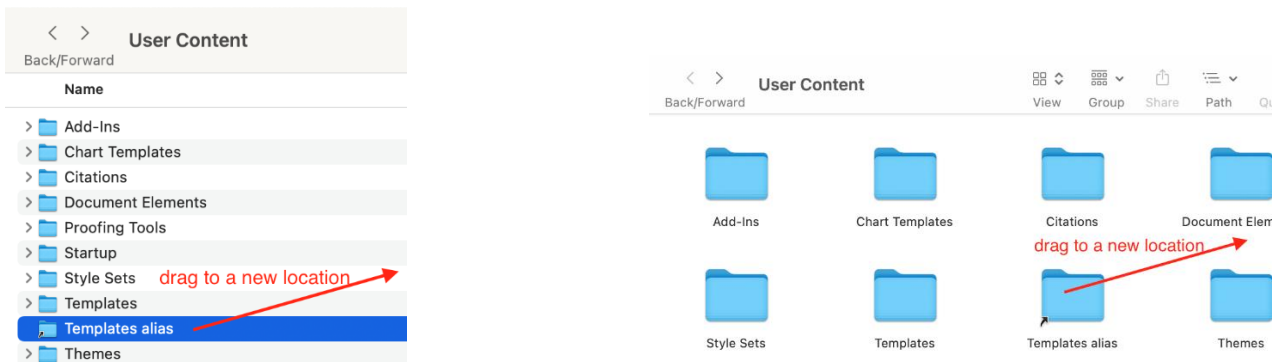 User Content
Back/Forward
Name
Add-Ins
Chart Templates
Citations
Document Elements
Proofing Tools
Startup
Style Sets drag to a new location
Templates
Templates alias
Themes
User Content
Back/Forward View Group Share Path Qu
Add-Ins Chart Templates Citations Document Elem
drag to a new location
Style Sets Templates Templates alias Themes